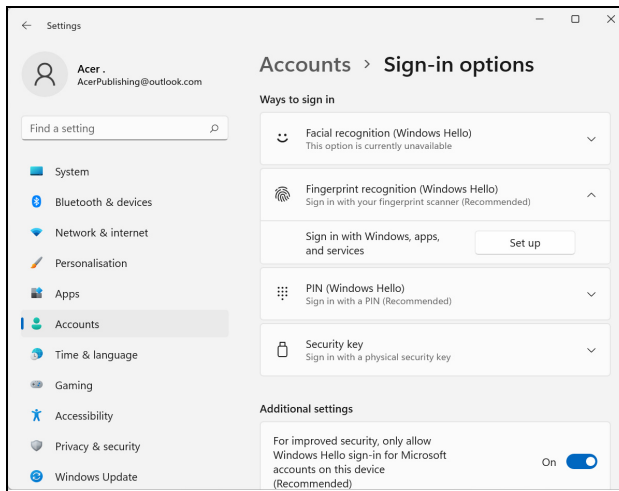 Settings
Acer .
AcerPublishing@outlook.com
Find a setting
System
Bluetooth & devices
Network & internet
Personalisation
Apps
Accounts
Time & language
Gaming
Accessibility
Privacy & security
Windows Update
Accounts > Sign-in options
Ways to sign in
Facial recognition (Windows Hello)
This option is currently unavailable
Fingerprint recognition (Windows Hello)
Sign in with your fingerprint scanner (Recommended)
Sign in with Windows, apps,
and services
Set up
PIN (Windows Hello)
Sign in with a PIN (Recommended)
Security key
Sign in with a physical security key
Additional settings
For improved security, only allow
Windows Hello sign-in for Microsoft
accounts on this device
(Recommended)
On